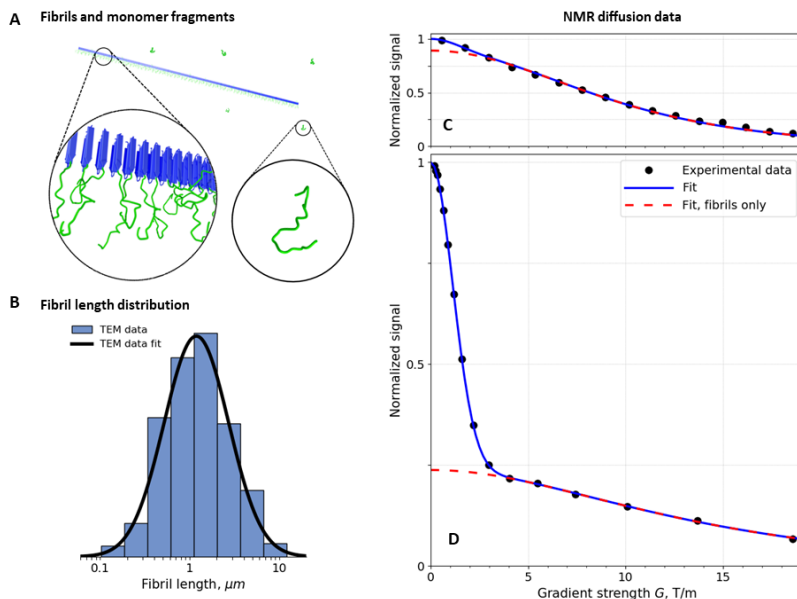 A Fibrils and monomer fragments
B Fibril length distribution
TEM data
TEM data fit
0.1 1 10
Fibril length, μm
NMR diffusion data
1
0.5
0
Normalized signal
C
1
0.5
0
Normalized signal
Experimental data
Fit
Fit, fibrils only
D
0 5 10 15
Gradient strength G, T/m